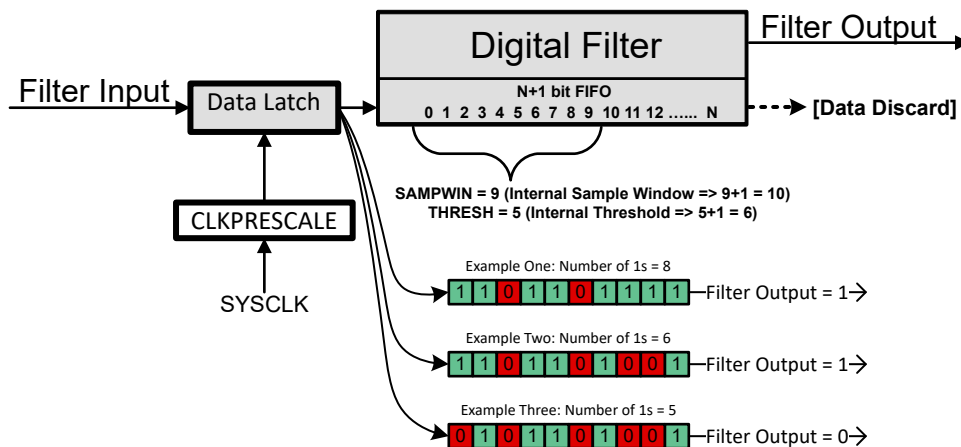 Filter Input
Data Latch
CLKPRESCALE
SYSCLK
Digital Filter
N+1 bit FIFO
0 1 2 3 4 5 6 7 8 9 10 11 12 …... N
Filter Output
[Data Discard]
SAMPWIN = 9 (Internal Sample Window => 9+1 = 10)
THRESH = 5 (Internal Threshold => 5+1 = 6)
Example One: Number of 1s = 8
1 1 0 1 1 0 1 1 1 1
Filter Output = 1
Example Two: Number of 1s = 6
1 1 0 1 1 0 1 0 0 1
Filter Output = 1
Example Three: Number of 1s = 5
0 1 0 1 1 0 1 0 0 1
Filter Output = 0